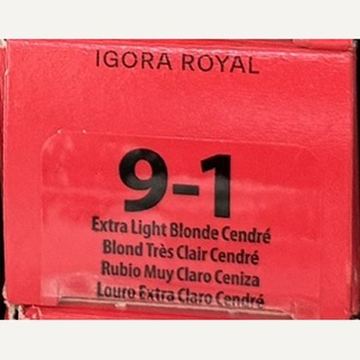 IGORA ROYAL
9-1
Extra Light Blonde Cendré
Blond Très Clair Cendré
Rubio Muy Claro Ceniza
Louro Extra Claro Cendré